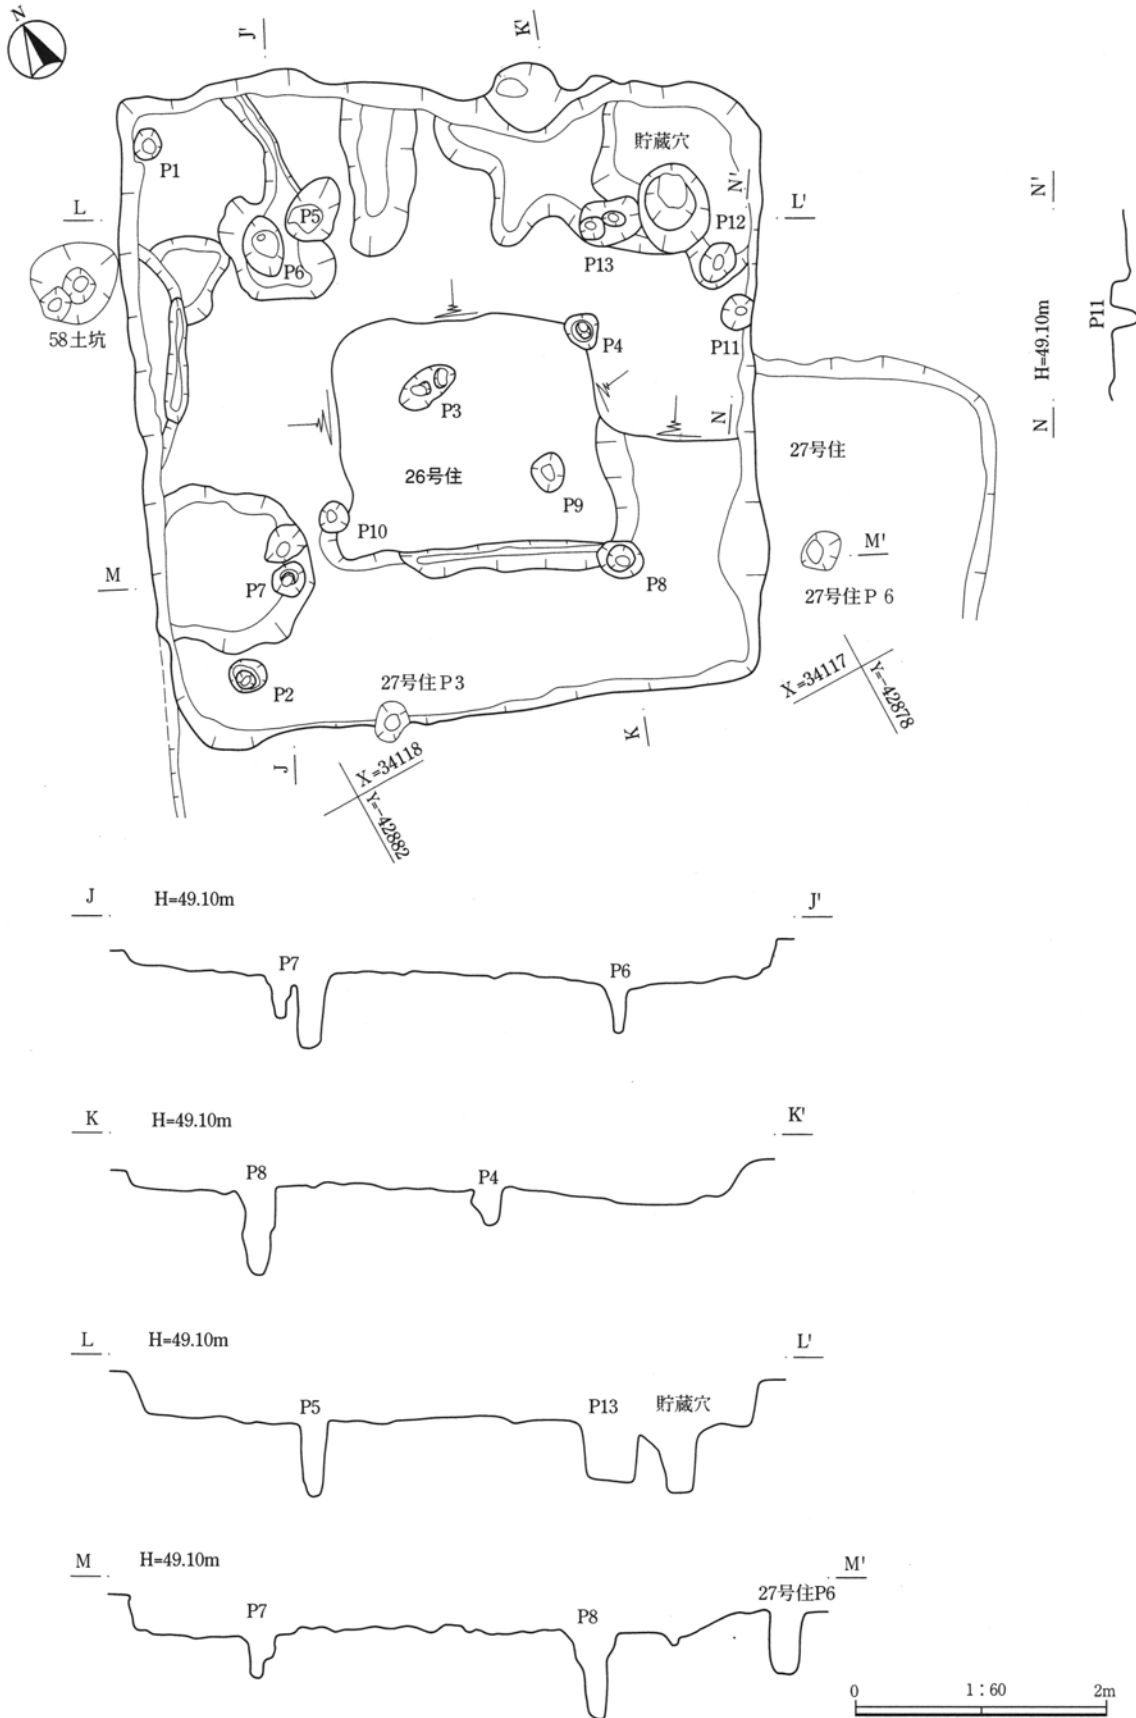 N
J'
K'
貯蔵穴
P1
N'
N'
L
L'
P5
P12
P6
P13
H=49.10m
P11
58土坑
P4
P11
P3
N
N
27号住
26号住
P9
P10
M'
M
P7
P8
27号住P 6
P2
27号住P3
X=34117
Y=-42878
K
J
X=34118
Y=-42882
J
H=49.10m
J'
P7
P6
K
H=49.10m
K'
P8
P4
L
H=49.10m
L'
P5
P13
貯蔵穴
M
H=49.10m
M'
27号住P6
P7
P8
0
1:60
2m